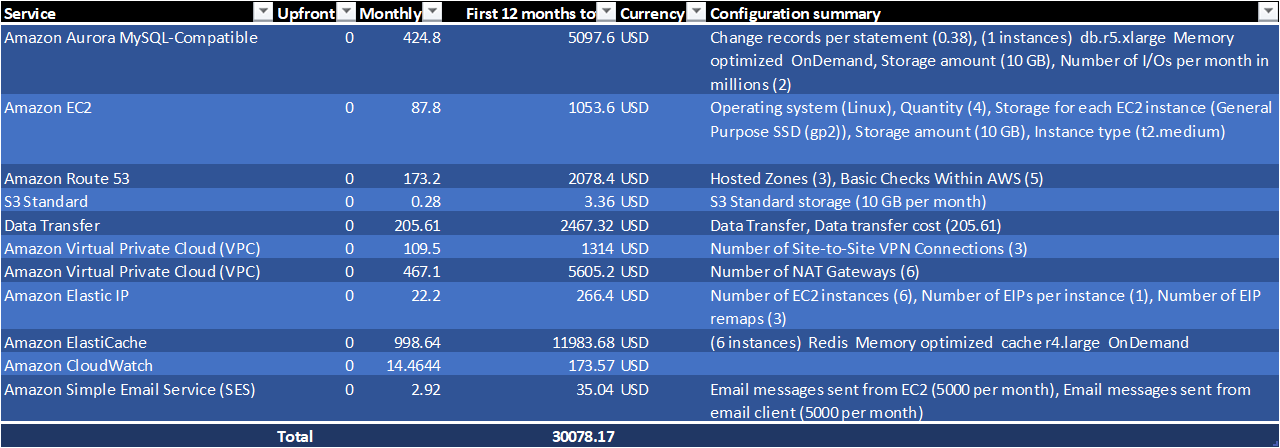 Service Upfront Monthly First 12 months to Currency Configuration summary
Amazon Aurora MySQL-Compatible 0 424.8 5097.6 USD Change records per statement (0.38), (1 instances) db.r5.xlarge Memory
optimized OnDemand, Storage amount (10 GB), Number of I/Os per month in
millions (2)
Amazon EC2 0 87.8 1053.6 USD Operating system (Linux), Quantity (4), Storage for each EC2 instance (General
Purpose SSD (gp2)), Storage amount (10 GB), Instance type (t2.medium)
Amazon Route 53 0 173.2 2078.4 USD Hosted Zones (3), Basic Checks Within AWS (5)
S3 Standard 0 0.28 3.36 USD S3 Standard storage (10 GB per month)
Data Transfer 0 205.61 2467.32 USD Data Transfer, Data transfer cost (205.61)
Amazon Virtual Private Cloud (VPC) 0 109.5 1314 USD Number of Site-to-Site VPN Connections (3)
Amazon Virtual Private Cloud (VPC) 0 467.1 5605.2 USD Number of NAT Gateways (6)
Amazon Elastic IP 0 22.2 266.4 USD Number of EC2 instances (6), Number of EIPs per instance (1), Number of EIP
remaps (3)
Amazon ElastiCache 0 998.64 11983.68 USD (6 instances) Redis Memory optimized cache r4.large OnDemand
Amazon CloudWatch 0 14.4644 173.57 USD
Amazon Simple Email Service (SES) 0 2.92 35.04 USD Email messages sent from EC2 (5000 per month), Email messages sent from
email client (5000 per month)
Total 30078.17